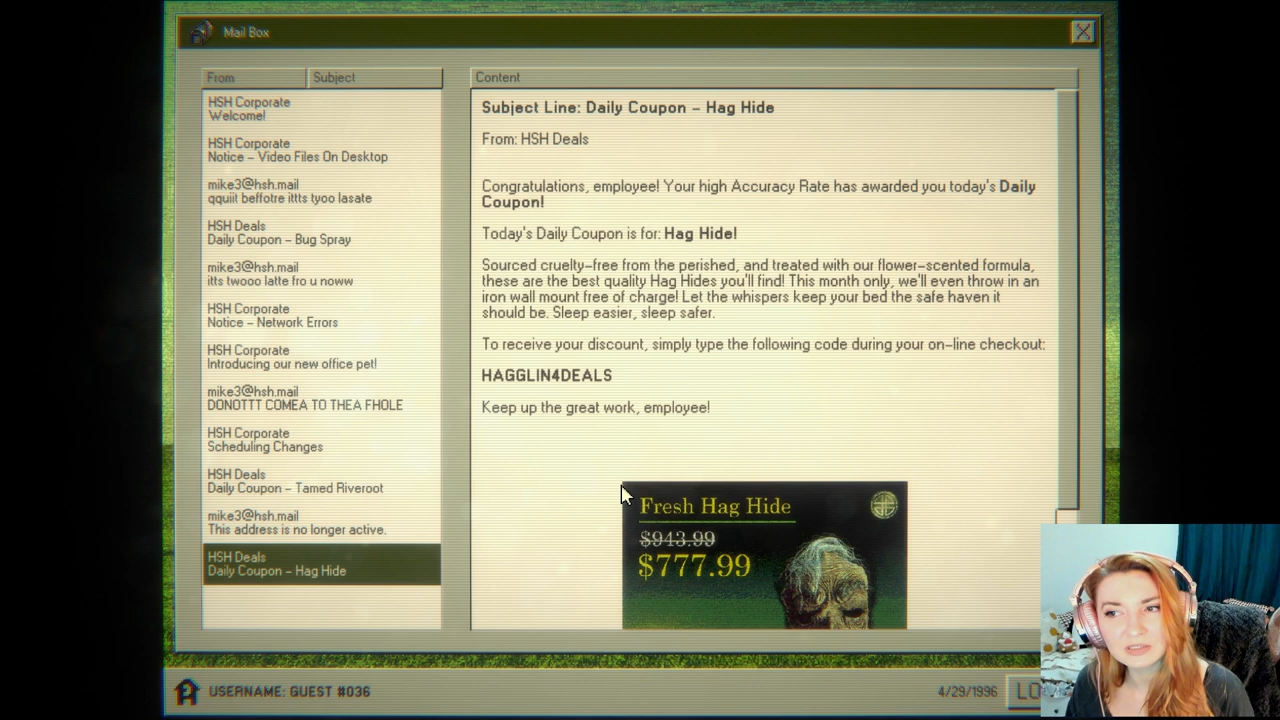 Mail Box
From
Subject
Content
HSH Corporate
Welcome!
HSH Corporate
Notice - Video Files On Desktop
mike3@hsh.mail
qquiit beffotre ittts tyoo lasate
HSH Deals
Daily Coupon - Bug Spray
mike3@hsh.mail
itts twooo latte fro u noww
HSH Corporate
Notice - Network Errors
HSH Corporate
Introducing our new office pet!
mike3@hsh.mail
DONOTTT COMEA TO THEA FHOLE
HSH Corporate
Scheduling Changes
HSH Deals
Daily Coupon - Tamed Riveroot
mike3@hsh.mail
This address is no longer active.
HSH Deals
Daily Coupon - Hag Hide
Subject Line: Daily Coupon - Hag Hide
From: HSH Deals
Congratulations, employee! Your high Accuracy Rate has awarded you today's Daily
Coupon!
Today's Daily Coupon is for: Hag Hide!
Sourced cruelty-free from the perished, and treated with our flower-scented formula,
these are the best quality Hag Hides you'll find! This month only, we'll even throw in an
iron wall mount free of charge! Let the whispers keep your bed the safe haven it
should be. Sleep easier, sleep safer.
To receive your discount, simply type the following code during your on-line checkout:
HAGGLIN4DEALS
Keep up the great work, employee!
Fresh Hag Hide
$943.99
$777.99
USERNAME: GUEST #036
4/29/1996